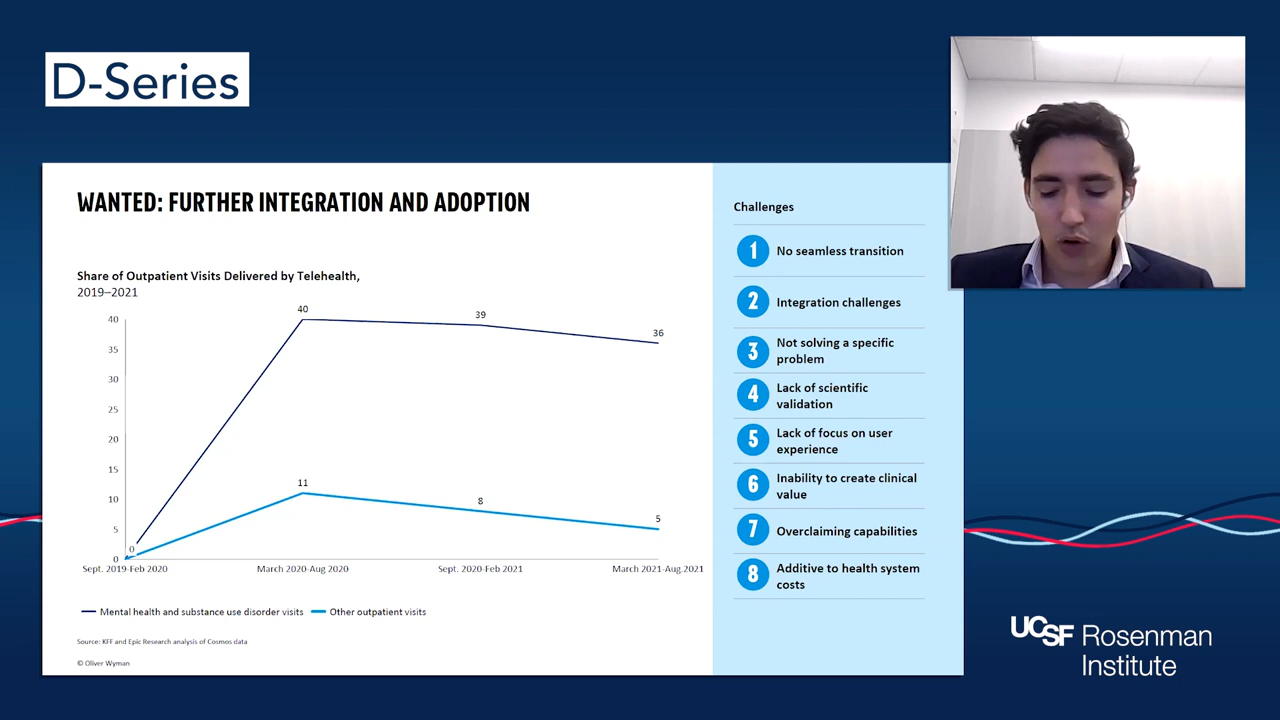 D-Series
WANTED: FURTHER INTEGRATION AND ADOPTION
Share of Outpatient Visits Delivered by Telehealth,
2019–2021
40
35
30
25
20
15
10
5
0
40
39
36
11
8
5
0
Sept. 2019-Feb 2020
March 2020-Aug.2020
Sept. 2020-Feb 2021
March 2021-Aug.2021
Mental health and substance use disorder visits
Other outpatient visits
Source: KFF and Epic Research analysis of Cosmos data
© Oliver Wyman
Challenges
1 No seamless transition
2 Integration challenges
3 Not solving a specific
problem
4 Lack of scientific
validation
5 Lack of focus on user
experience
6 Inability to create clinical
value
7 Overclaiming capabilities
8 Additive to health system
costs
UCSF Rosenman
Institute